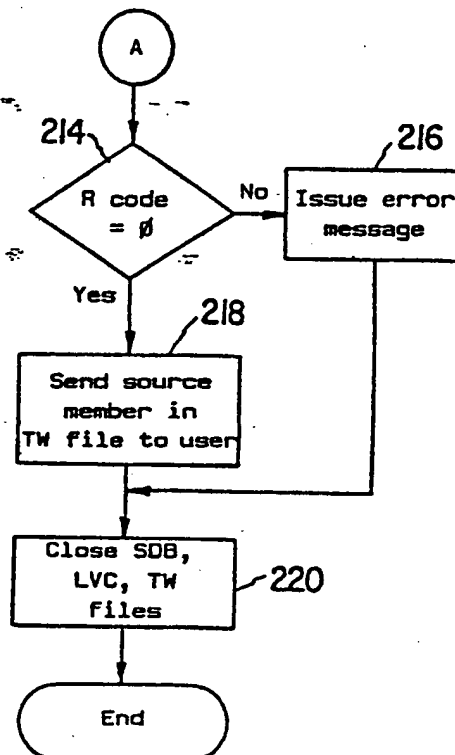 A
214
R code
= Ø
No
216
Issue error
message
Yes
218
Send source
member in
TW file to user
Close SDB,
LVC, TW
files
220
End